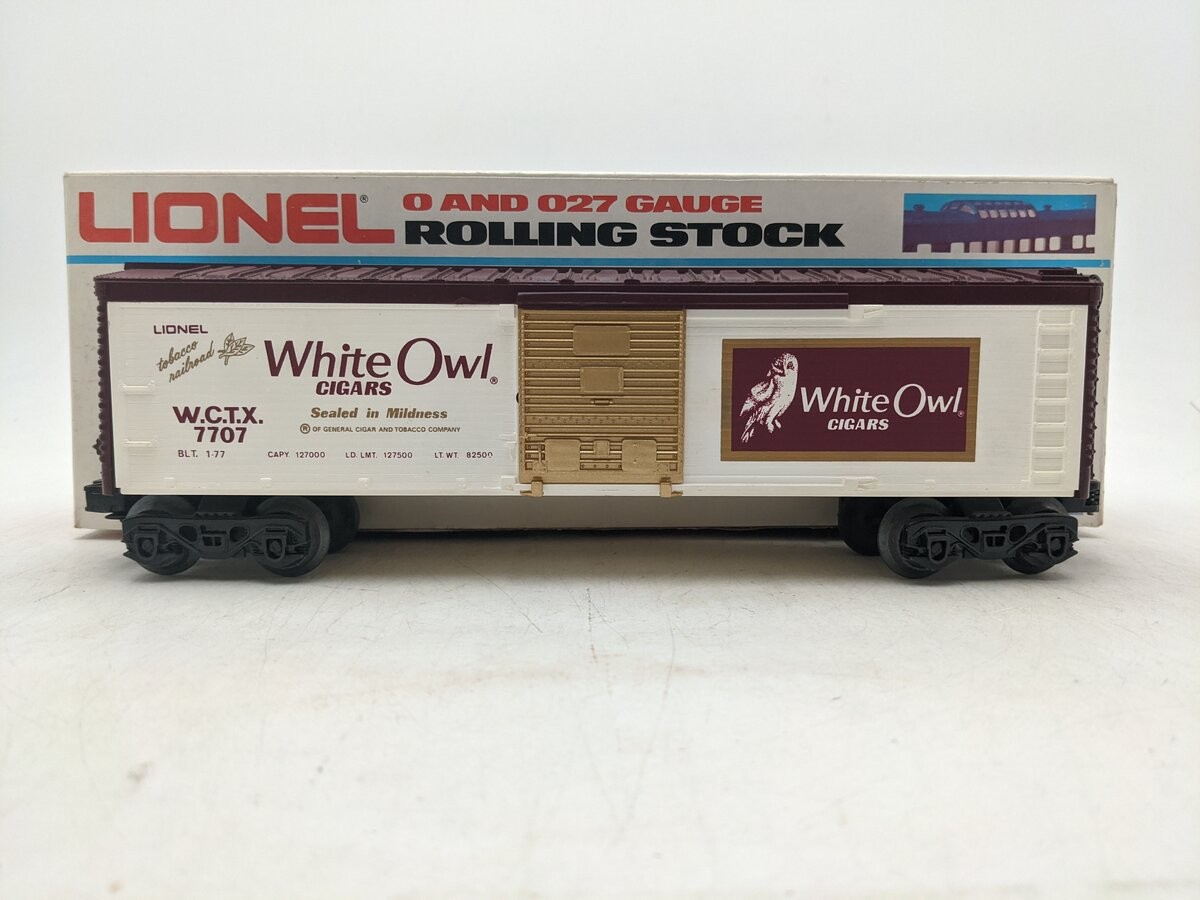 LIONEL® O AND O27 GAUGE
ROLLING STOCK
LIONEL
tobacco
railroad
White Owl®
CIGARS
Sealed in Mildness
® OF GENERAL CIGAR AND TOBACCO COMPANY
W.C.T.X.
7707
BLT. 1-77 CAPY. 127000 LD. LMT. 127500 LT. WT. 82500
White Owl®
CIGARS